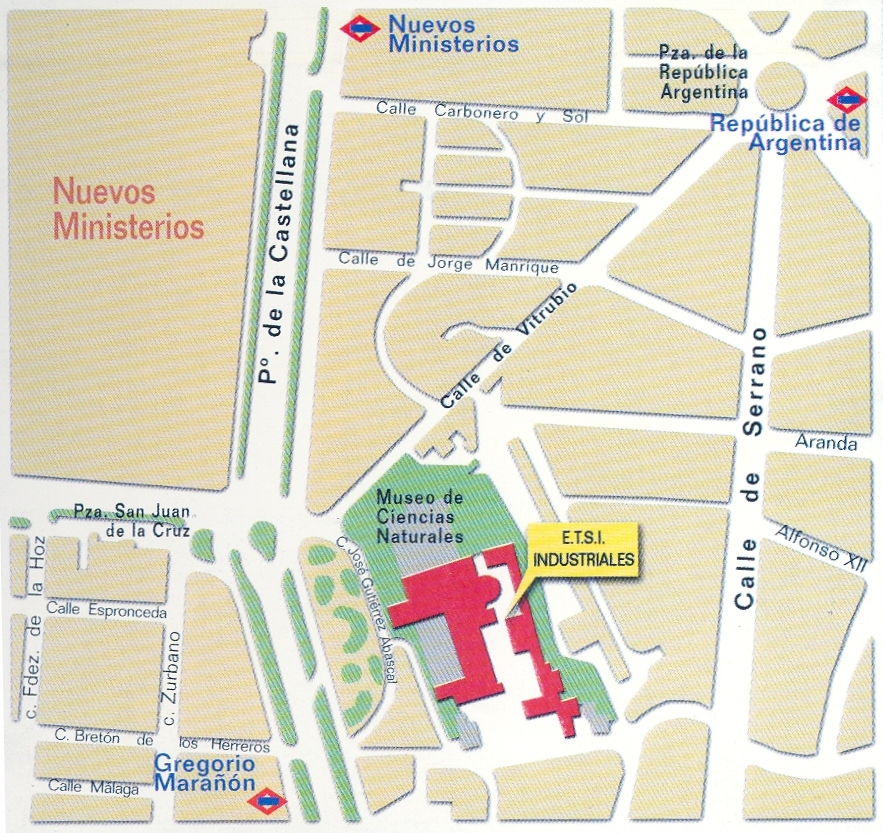 Nuevos
Ministerios
Pza. de la
República
Argentina
República de
Argentina
Calle Carbonero y Sol
Nuevos
Ministerios
Pº. de la Castellana
Calle de Jorge Manrique
Calle de Vitrubio
Calle de Serrano
Aranda
Alfonso XII
Museo de
Ciencias
Naturales
Pza. San Juan
de la Cruz
E.T.S.I.
INDUSTRIALES
C. José Gutiérrez Abascal
c. Fdez. de la Hoz
Calle Espronceda
c. Zurbano
C. Bretón de los Herreros
Gregorio
Marañón
Calle Málaga